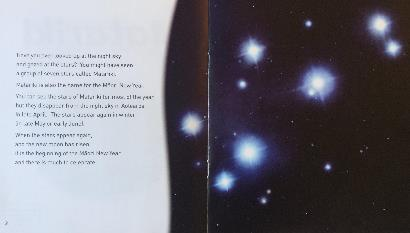 Have you ever looked up at the night sky
and gazed at the stars? You might have seen
a group of seven stars called Matariki.
Matariki is also the name for the Māori New Year.
You can see the stars of Matariki for most of the year
but they disappear from the night sky in Aotearoa
in late April. The stars appear again in winter
in late May or early June.
When the stars appear again,
and the new moon has risen,
it is the beginning of the Māori New Year
and there is much to celebrate.